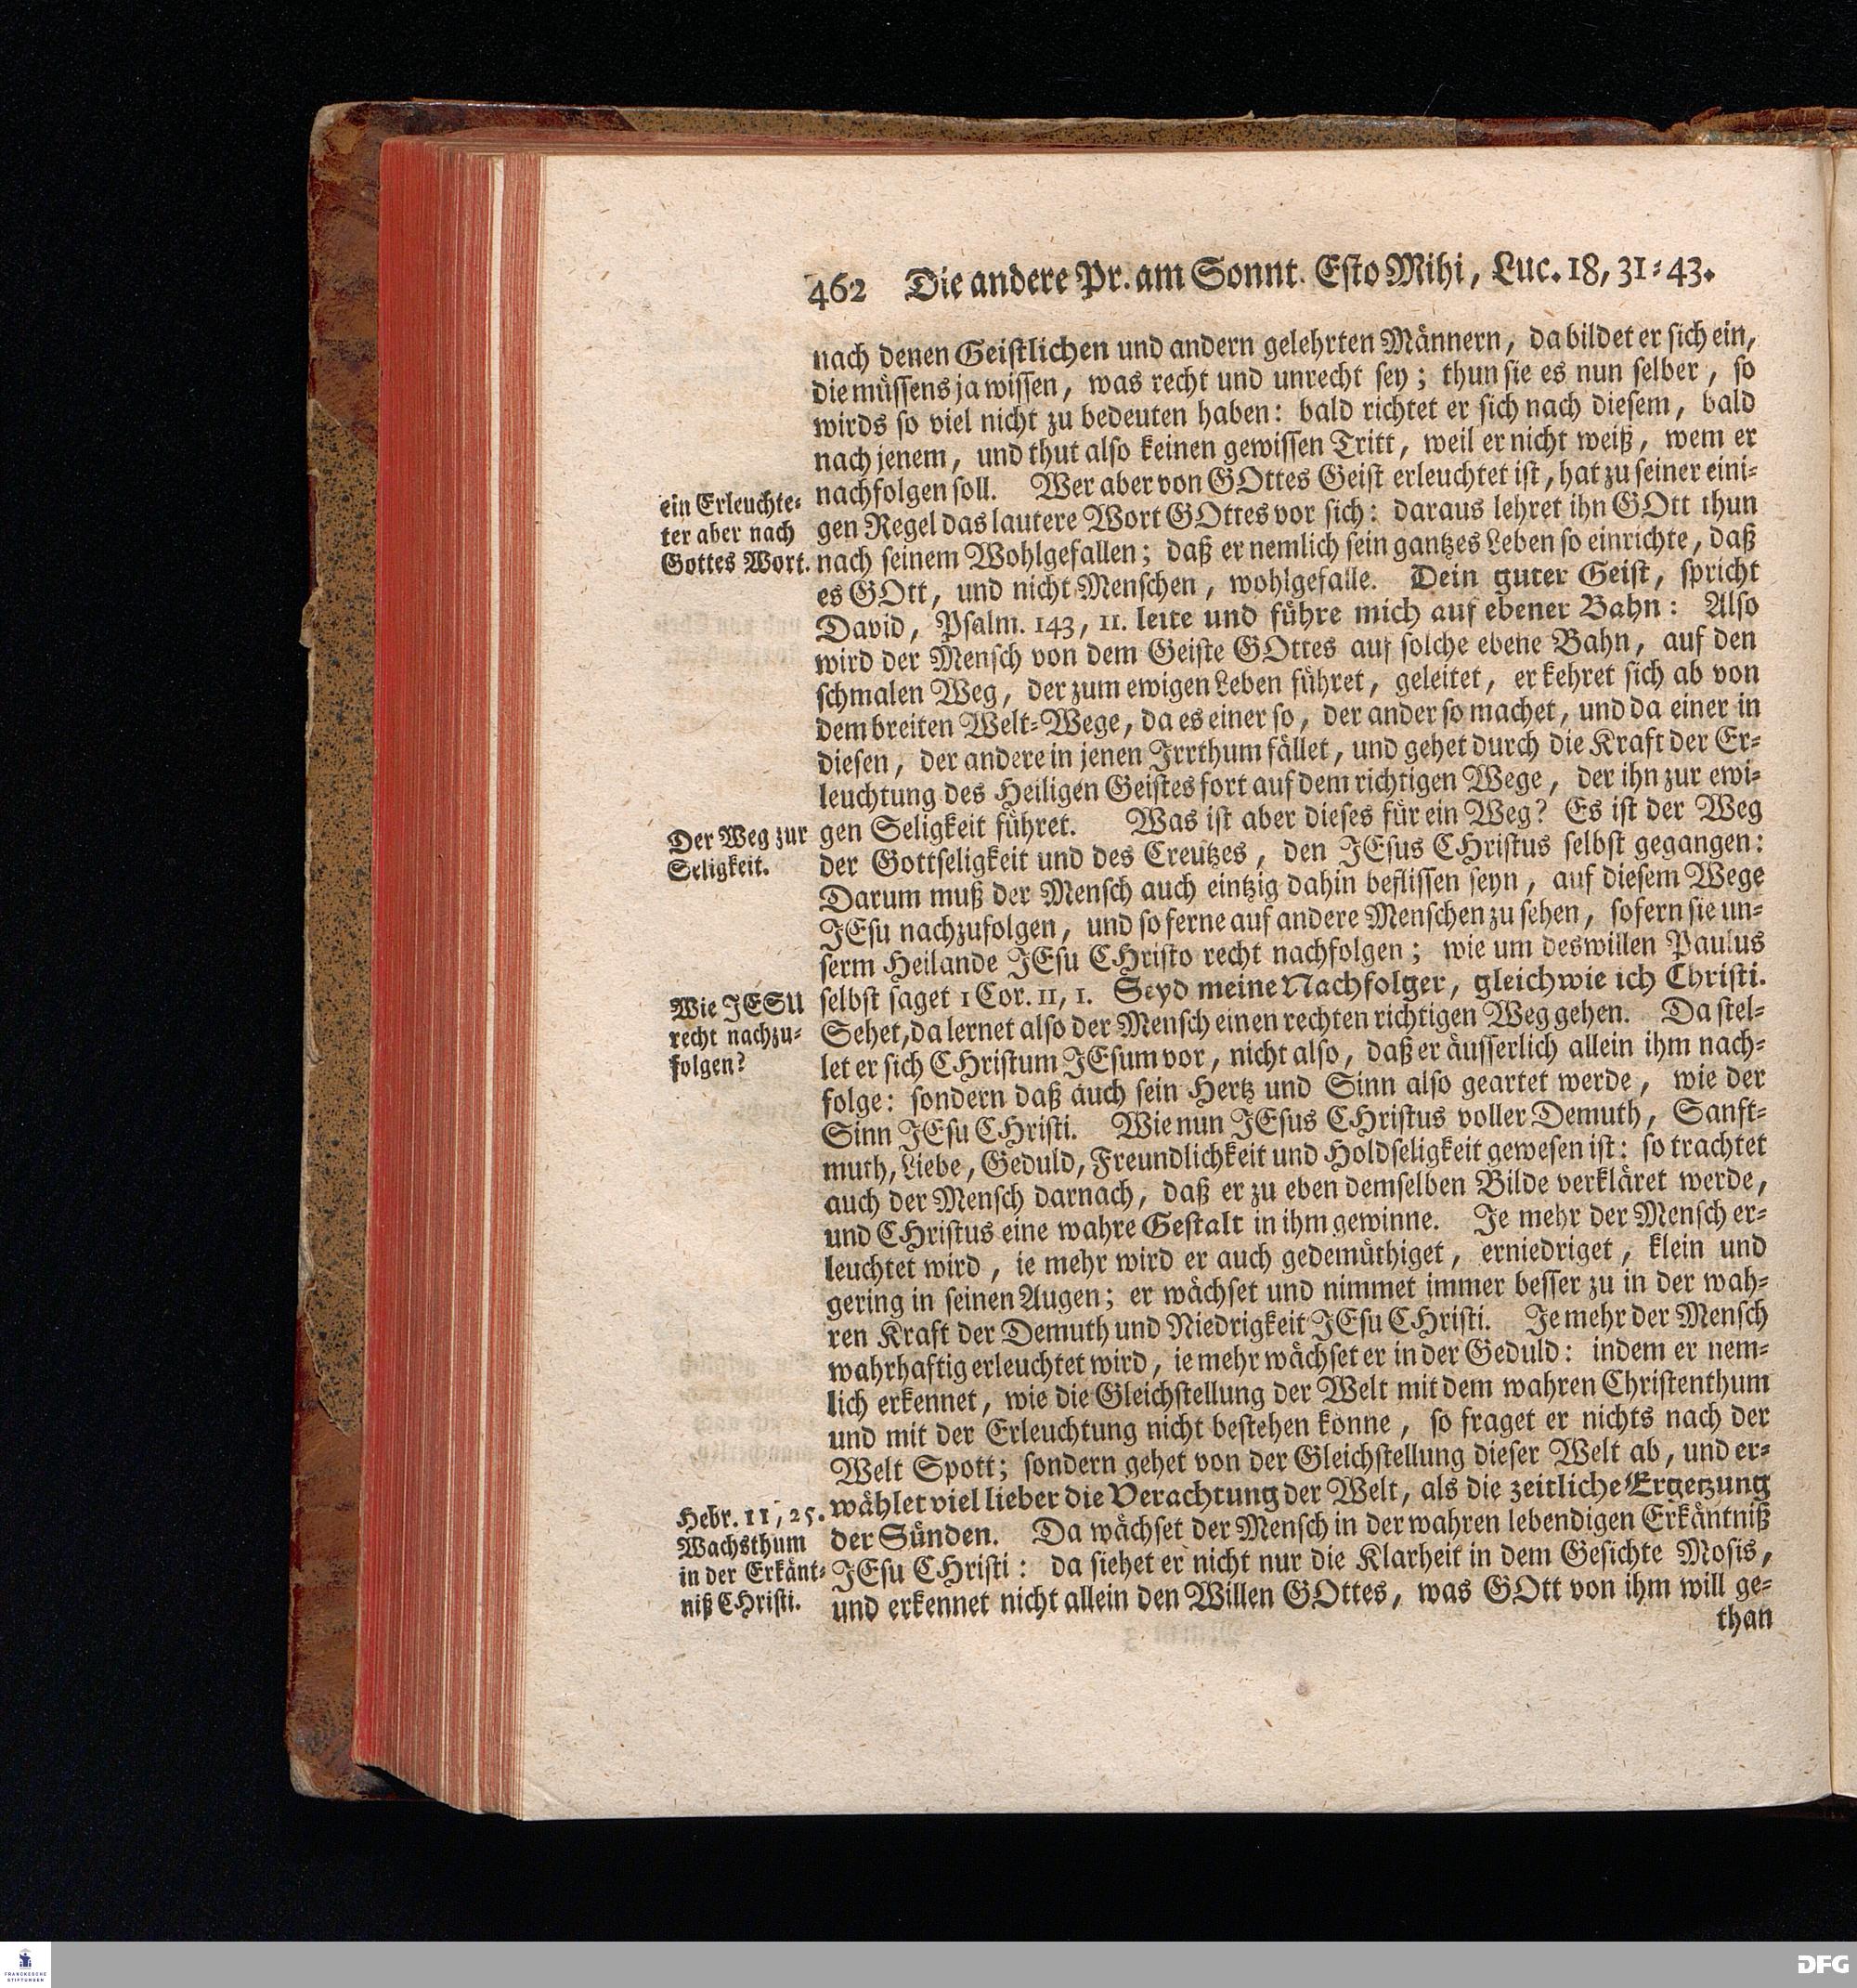 462 Die andere Pr. am Sonnt. Esto Mihi, Luc. 18, 31-43.
nach denen Geistlichen und andern gelehrten Männern, da bildet er sich ein,
die müssens ja wissen, was recht und unrecht sey; thun sie es nun selber, so
wirds so viel nicht zu bedeuten haben: bald richtet er sich nach diesem, bald
nach jenem, und thut also keinen gewissen Tritt, weil er nicht weiß, wem er
nachfolgen soll. Wer aber von GOttes Geist erleuchtet ist, hat zu seiner eini-
gen Regel das lautere Wort GOttes vor sich: daraus lehret ihn GOtt thun
nach seinem Wohlgefallen; daß er nemlich sein gantzes Leben so einrichte, daß
es GOtt, und nicht Menschen, wohlgefalle. Dein guter Geist, spricht
David, Psalm. 143, 11. leite und führe mich auf ebener Bahn: Also
wird der Mensch von dem Geiste GOttes auf solche ebene Bahn, auf den
schmalen Weg, der zum ewigen Leben führet, geleitet, er kehret sich ab von
dem breiten Welt-Wege, da es einer so, der ander so machet, und da einer in
diesen, der andere in jenen Irrthum fället, und gehet durch die Kraft der Er-
leuchtung des Heiligen Geistes fort auf dem richtigen Wege, der ihn zur ewi-
gen Seligkeit führet. Was ist aber dieses für ein Weg? Es ist der Weg
der Gottseligkeit und des Creutzes, den JEsus CHristus selbst gegangen:
Darum muß der Mensch auch eintzig dahin beflissen seyn, auf diesem Wege
JEsu nachzufolgen, und so ferne auf andere Menschen zu sehen, sofern sie un-
serm Heilande JEsu CHristo recht nachfolgen; wie um deswillen Paulus
selbst saget 1 Cor. 11, 1. Seyd meine Nachfolger, gleichwie ich Christi.
Sehet, da lernet also der Mensch einen rechten richtigen Weg gehen. Da stel-
let er sich CHristum JEsum vor, nicht also, daß er äusserlich allein ihm nach-
folge: sondern daß auch sein Hertz und Sinn also geartet werde, wie der
Sinn JEsu CHristi. Wie nun JEsus CHristus voller Demuth, Sanft-
muth, Liebe, Geduld, Freundlichkeit und Holdseligkeit gewesen ist: so trachtet
auch der Mensch darnach, daß er zu eben demselben Bilde verkläret werde,
und CHristus eine wahre Gestalt in ihm gewinne. Je mehr der Mensch er-
leuchtet wird, ie mehr wird er auch gedemüthiget, erniedriget, klein und
gering in seinen Augen; er wächset und nimmet immer besser zu in der wah-
ren Kraft der Demuth und Niedrigkeit JEsu CHristi. Je mehr der Mensch
wahrhaftig erleuchtet wird, ie mehr wächset er in der Geduld: indem er nem-
lich erkennet, wie die Gleichstellung der Welt mit dem wahren Christenthum
und mit der Erleuchtung nicht bestehen könne, so fraget er nichts nach der
Welt Spott; sondern gehet von der Gleichstellung dieser Welt ab, und er-
wählet viel lieber die Verachtung der Welt, als die zeitliche Ergetzung
der Sünden. Da wächset der Mensch in der wahren lebendigen Erkäntniß
JEsu CHristi: da siehet er nicht nur die Klarheit in dem Gesichte Mosis,
und erkennet nicht allein den Willen GOttes, was GOtt von ihm will ge-
than
ein Erleuchte-
ter aber nach
Gottes Wort.
Der Weg zur
Seligkeit.
Wie JESU
recht nachzu-
folgen?
Hebr. 11, 25.
Wachsthum
in der Erkänt-
niß CHristi.
FRANCKESCHE
STIFTUNGEN
DFG